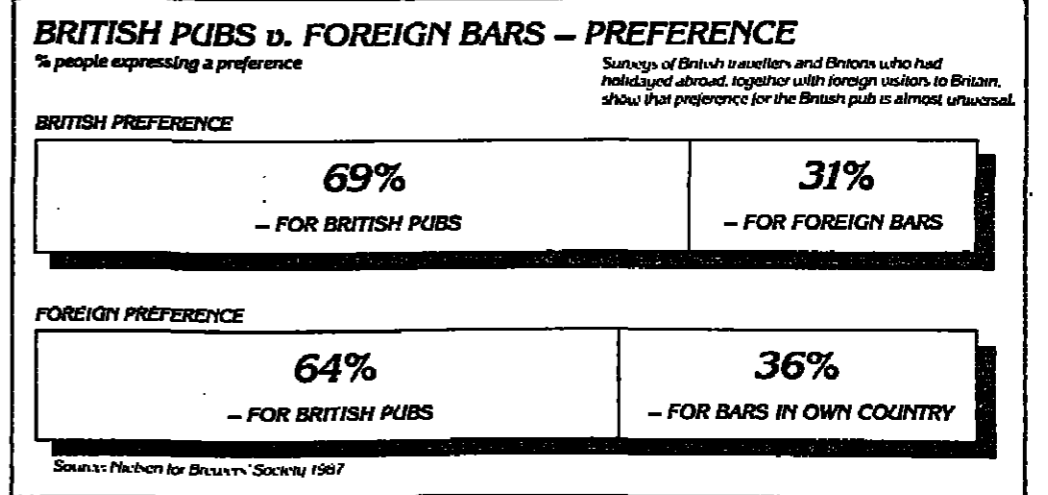 BRITISH PUBS v. FOREIGN BARS – PREFERENCE
% people expressing a preference
Surveys of British travellers and Britons who had
holidayed abroad, together with foreign visitors to Britain,
show that preference for the British pub is almost universal.
BRITISH PREFERENCE
69%
– FOR BRITISH PUBS
31%
– FOR FOREIGN BARS
FOREIGN PREFERENCE
64%
– FOR BRITISH PUBS
36%
– FOR BARS IN OWN COUNTRY
Source: Nielsen for Brewers' Society 1987